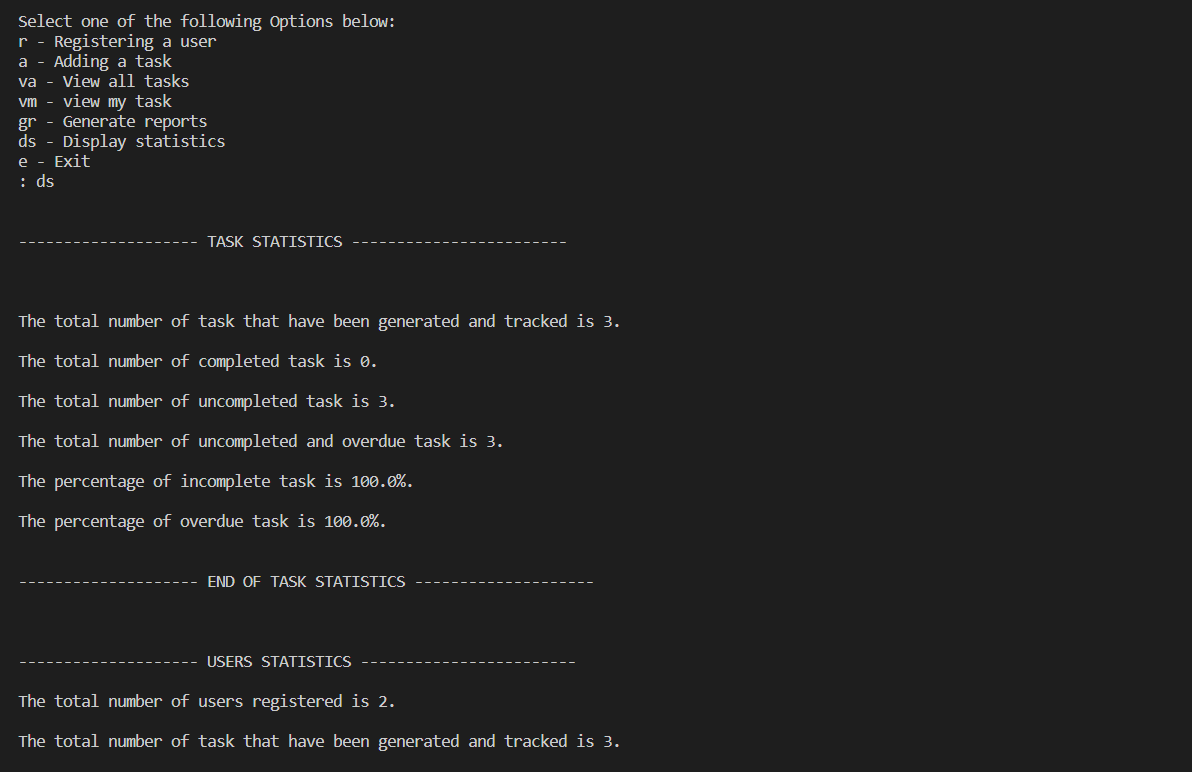 Select one of the following Options below:
r - Registering a user
a - Adding a task
va - View all tasks
vm - view my task
gr - Generate reports
ds - Display statistics
e - Exit
: ds
-------------------- TASK STATISTICS ------------------------
The total number of task that have been generated and tracked is 3.
The total number of completed task is 0.
The total number of uncompleted task is 3.
The total number of uncompleted and overdue task is 3.
The percentage of incomplete task is 100.0%.
The percentage of overdue task is 100.0%.
-------------------- END OF TASK STATISTICS --------------------
-------------------- USERS STATISTICS ------------------------
The total number of users registered is 2.
The total number of task that have been generated and tracked is 3.